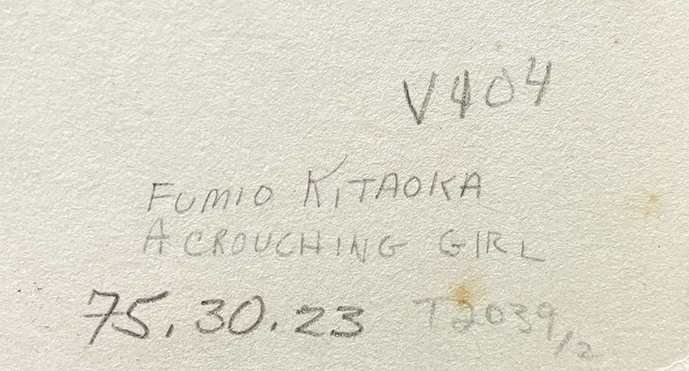 V404
FUMIO KITAOKA
A CROUCHING GIRL
75.30.23 T2039/2